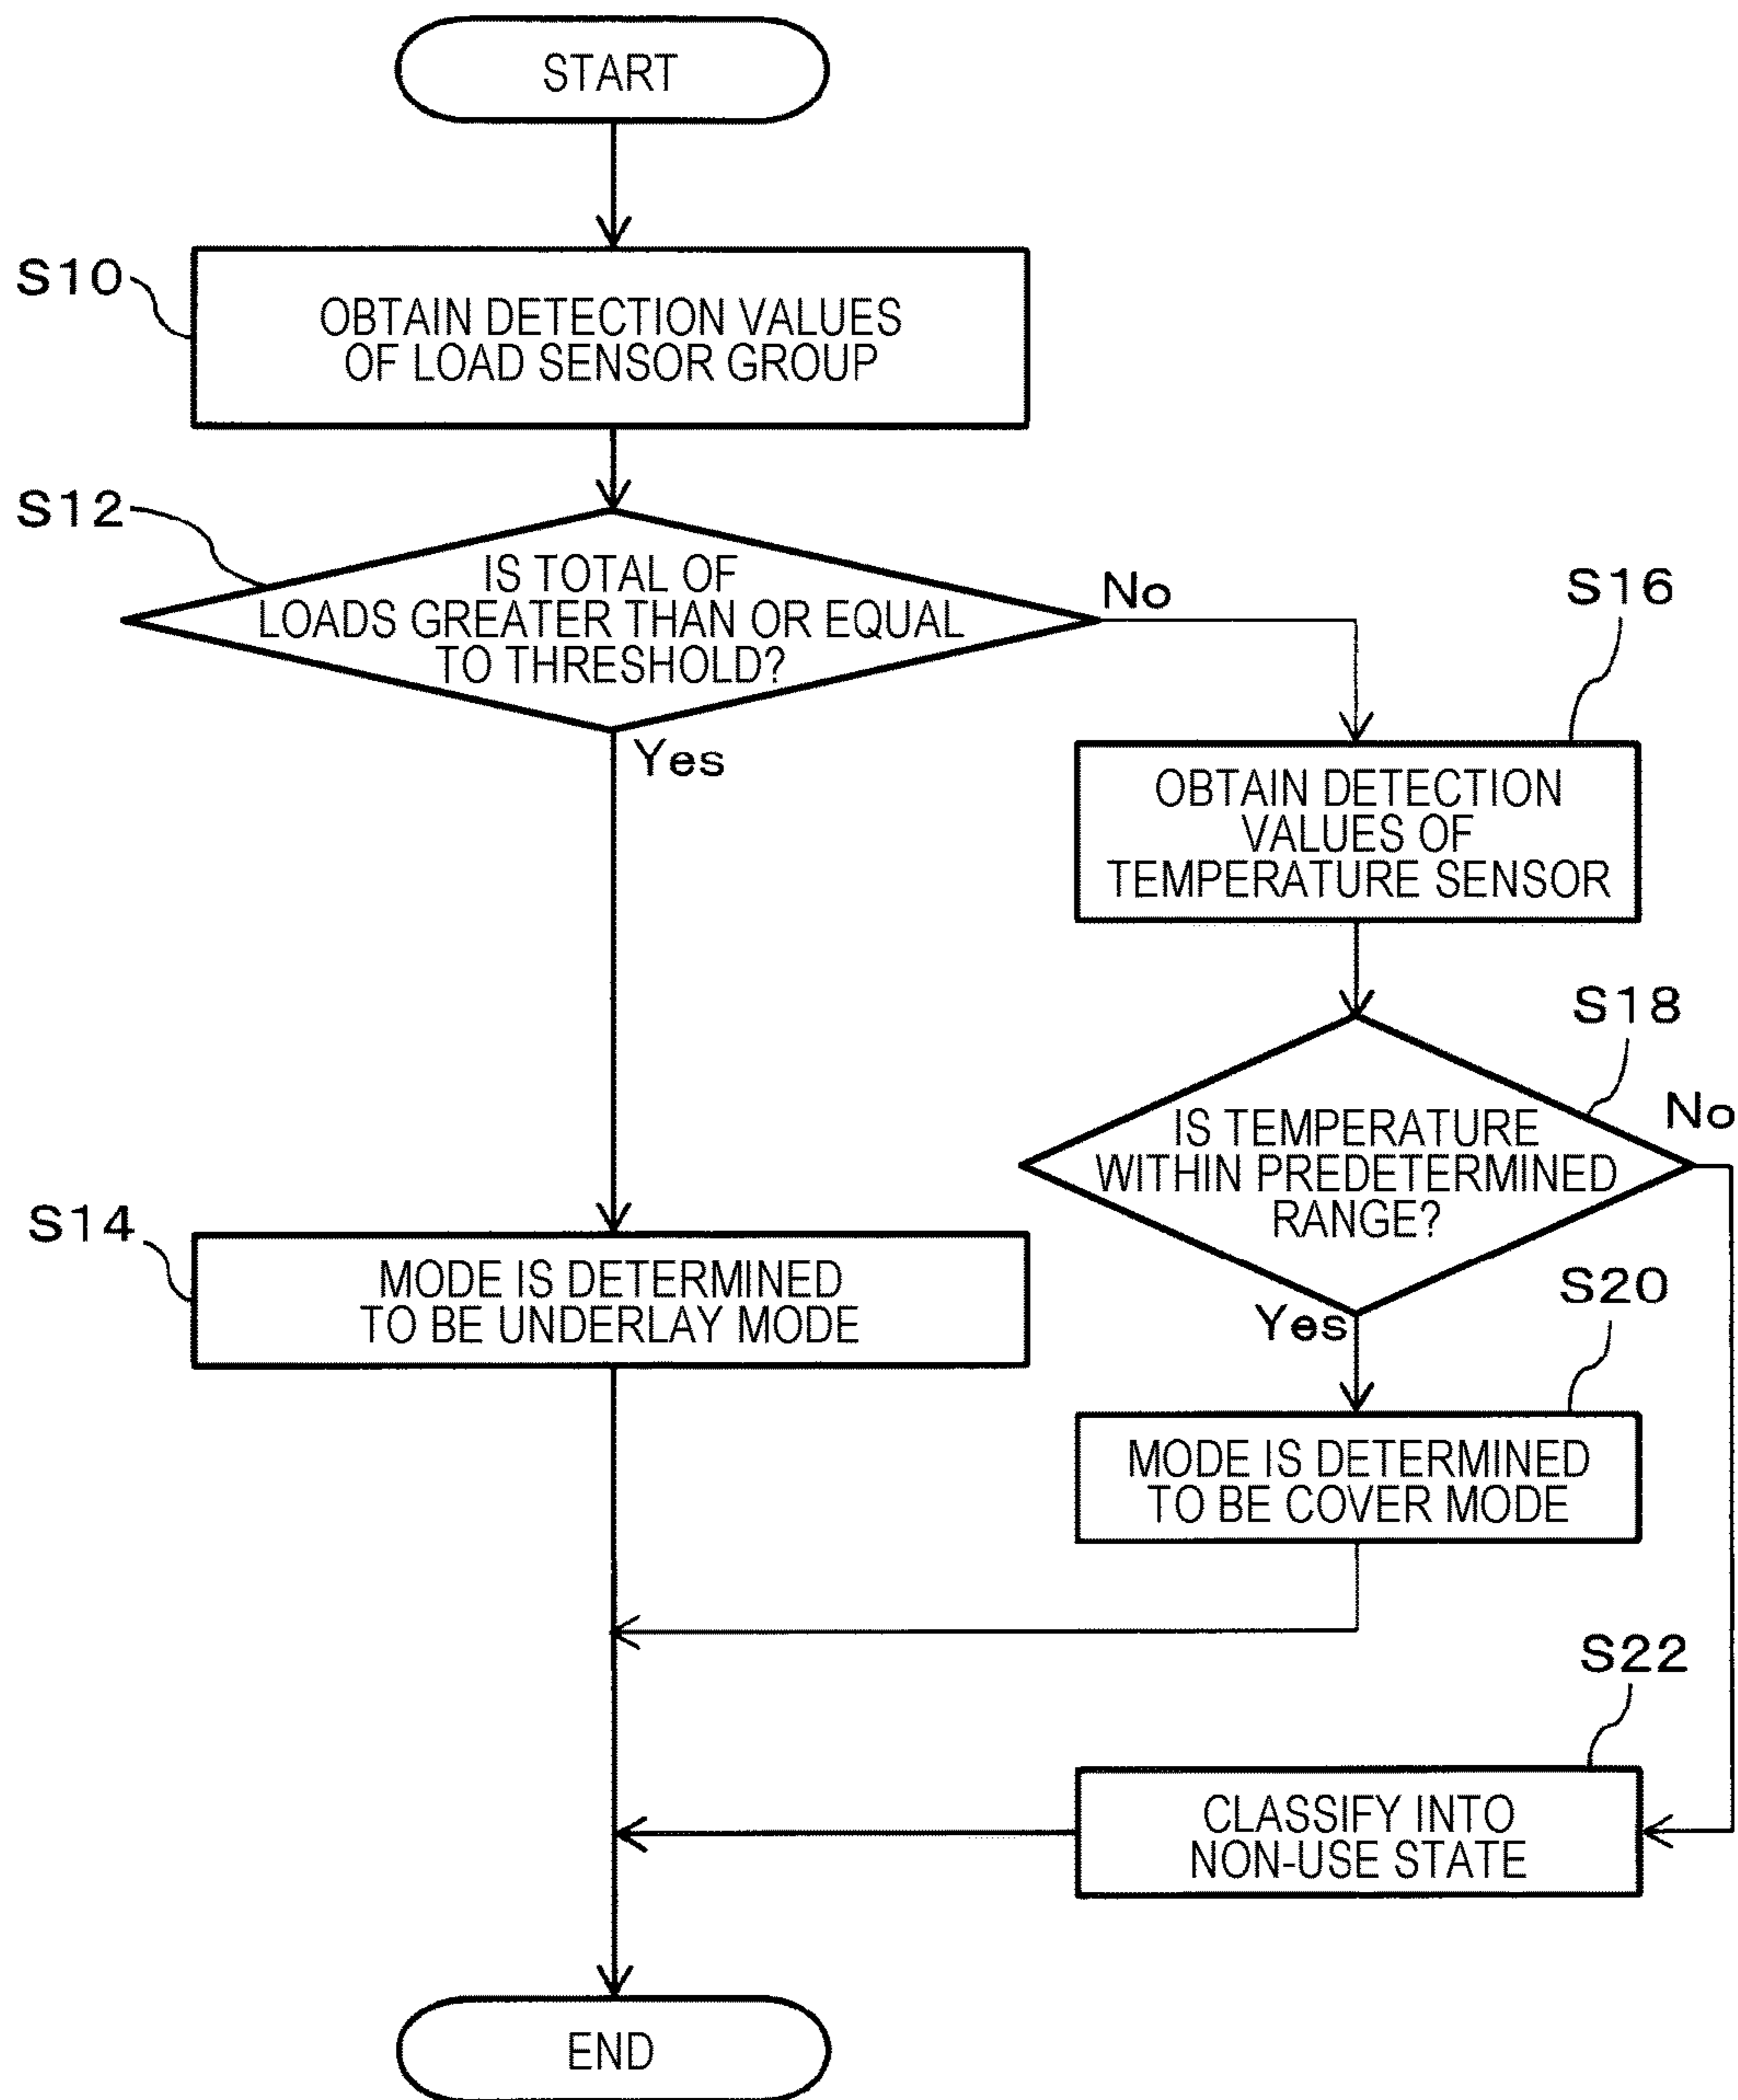 START
S10
OBTAIN DETECTION VALUES
OF LOAD SENSOR GROUP
S12
IS TOTAL OF
LOADS GREATER THAN OR EQUAL
TO THRESHOLD?
No
Yes
S16
OBTAIN DETECTION
VALUES OF
TEMPERATURE SENSOR
S18
IS TEMPERATURE
WITHIN PREDETERMINED
RANGE?
No
Yes
S14
MODE IS DETERMINED
TO BE UNDERLAY MODE
S20
MODE IS DETERMINED
TO BE COVER MODE
S22
CLASSIFY INTO
NON-USE STATE
END